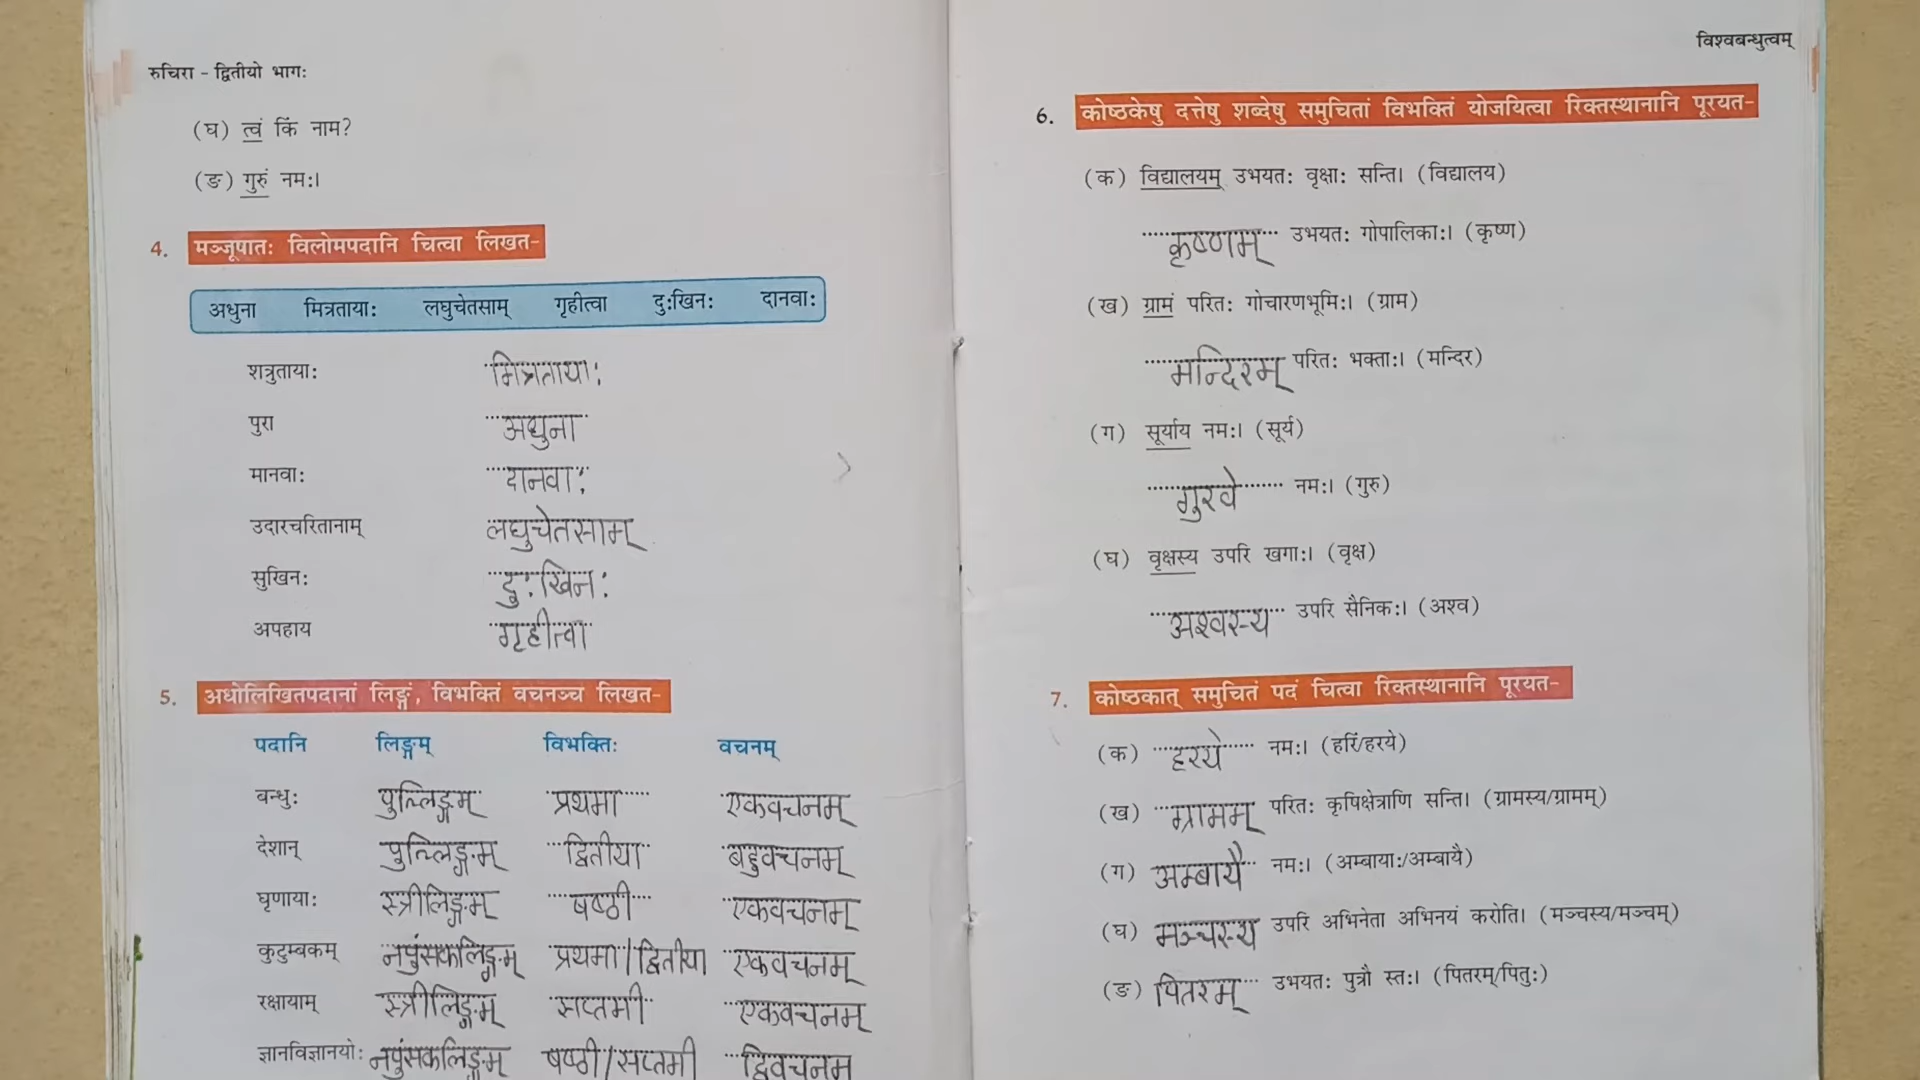 रुचिरा - द्वितीयो भागः
(घ) त्वं किं नाम?
(ङ) गुरुं नमः।
4. मञ्जूषातः विलोमपदानि चित्वा लिखत-
अधुना मित्रतायाः लघुचेतसाम् गृहीत्वा दुःखिनः दानवाः
शत्रुतायाः मित्रतायाः
पुरा अधुना
मानवाः दानवाः
उदारचरितानाम् लघुचेतसाम्
सुखिनः दुःखिनः
अपहाय गृहीत्वा
5. अधोलिखितपदानां लिङ्गं, विभक्तिं वचनञ्च लिखत-
पदानि लिङ्गम् विभक्तिः वचनम्
बन्धुः पुल्लिङ्गम् प्रथमा एकवचनम्
देशान् पुल्लिङ्गम् द्वितीया बहुवचनम्
घृणायाः स्त्रीलिङ्गम् षष्ठी एकवचनम्
कुटुम्बकम् नपुंसकलिङ्गम् प्रथमा/द्वितीया एकवचनम्
रक्षायाम् स्त्रीलिङ्गम् सप्तमी एकवचनम्
ज्ञानविज्ञानयोः नपुंसकलिङ्गम् षष्ठी/सप्तमी द्विवचनम्
विश्वबन्धुत्वम्
6. कोष्ठकेषु दत्तेषु शब्देषु समुचितां विभक्तिं योजयित्वा रिक्तस्थानानि पूरयत-
(क) विद्यालयम् उभयतः वृक्षाः सन्ति। (विद्यालय)
कृष्णम् उभयतः गोपालिकाः। (कृष्ण)
(ख) ग्रामं परितः गोचारणभूमिः। (ग्राम)
मन्दिरम् परितः भक्ताः। (मन्दिर)
(ग) सूर्याय नमः। (सूर्य)
गुरवे नमः। (गुरु)
(घ) वृक्षस्य उपरि खगाः। (वृक्ष)
अश्वस्य उपरि सैनिकः। (अश्व)
7. कोष्ठकात् समुचितं पदं चित्वा रिक्तस्थानानि पूरयत-
(क) हरये नमः। (हरिं/हरये)
(ख) ग्रामम् परितः कृषिक्षेत्राणि सन्ति। (ग्रामस्य/ग्रामम्)
(ग) अम्बायै नमः। (अम्बायाः/अम्बायै)
(घ) मञ्चस्य उपरि अभिनेता अभिनयं करोति। (मञ्चस्य/मञ्चम्)
(ङ) पितरम् उभयतः पुत्रौ स्तः। (पितरम्/पितुः)